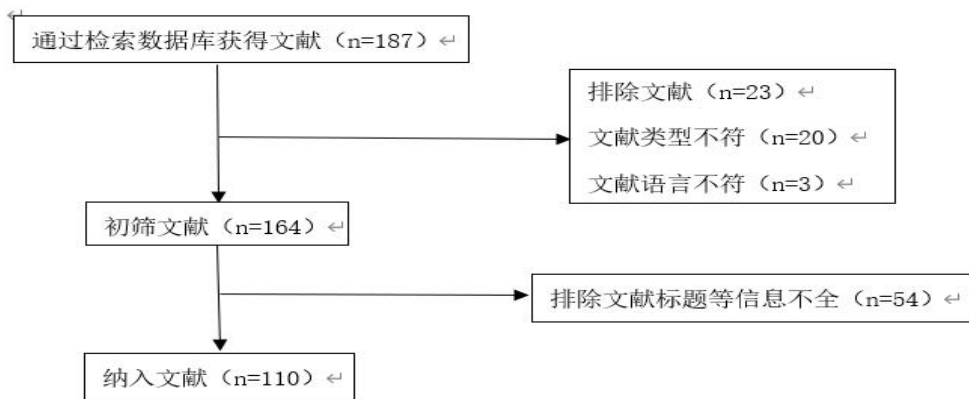 通过检索数据库获得文献（n=187）
排除文献（n=23）
文献类型不符（n=20）
文献语言不符（n=3）
初筛文献（n=164）
排除文献标题等信息不全（n=54）
纳入文献（n=110）